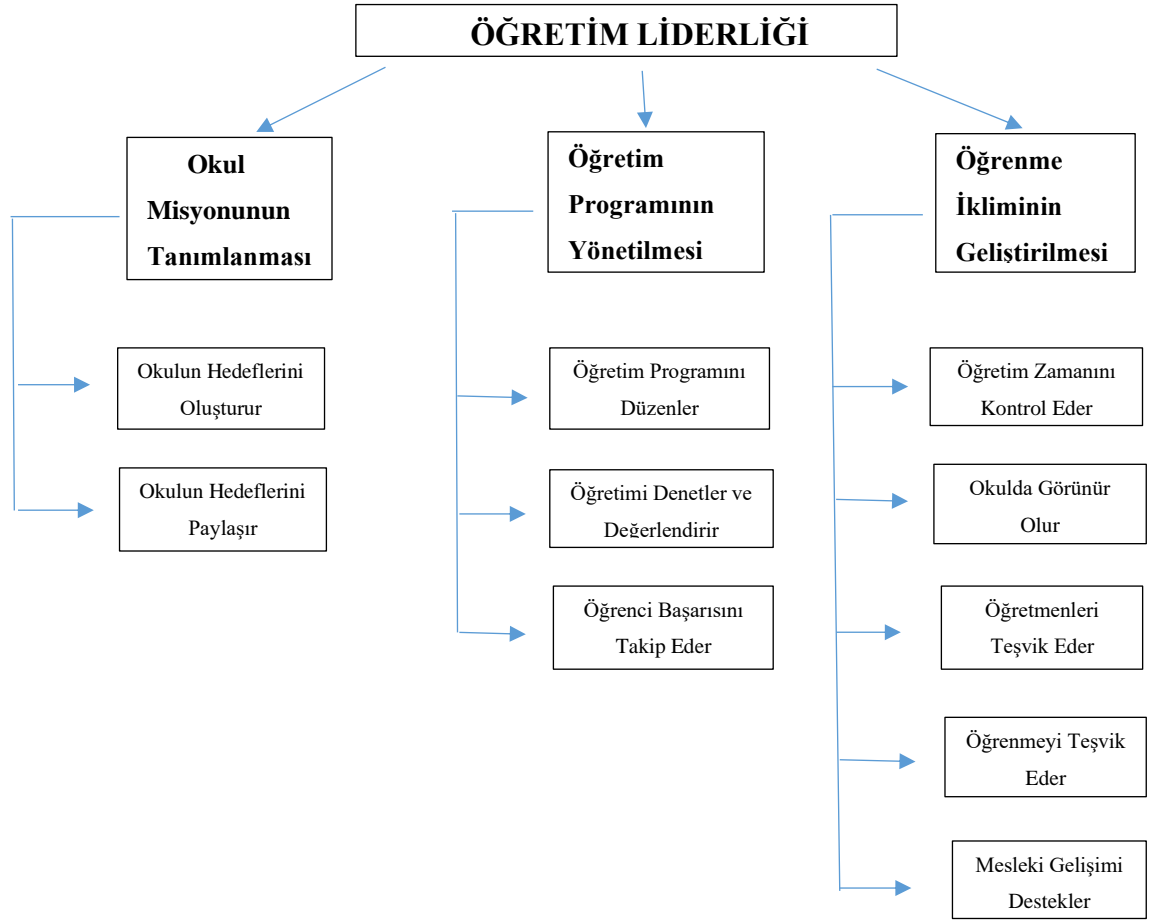 ÖĞRETİM LİDERLİĞİ
Okul
Misyonunun
Tanımlanması
Okulun Hedeflerini
Oluşturur
Okulun Hedeflerini
Paylaşır
Öğretim
Programının
Yönetilmesi
Öğretim Programını
Düzenler
Öğretimi Denetler ve
Değerlendirir
Öğrenci Başarısını
Takip Eder
Öğrenme
İkliminin
Geliştirilmesi
Öğretim Zamanını
Kontrol Eder
Okulda Görünür
Olur
Öğretmenleri
Teşvik Eder
Öğrenmeyi Teşvik
Eder
Mesleki Gelişimi
Destekler